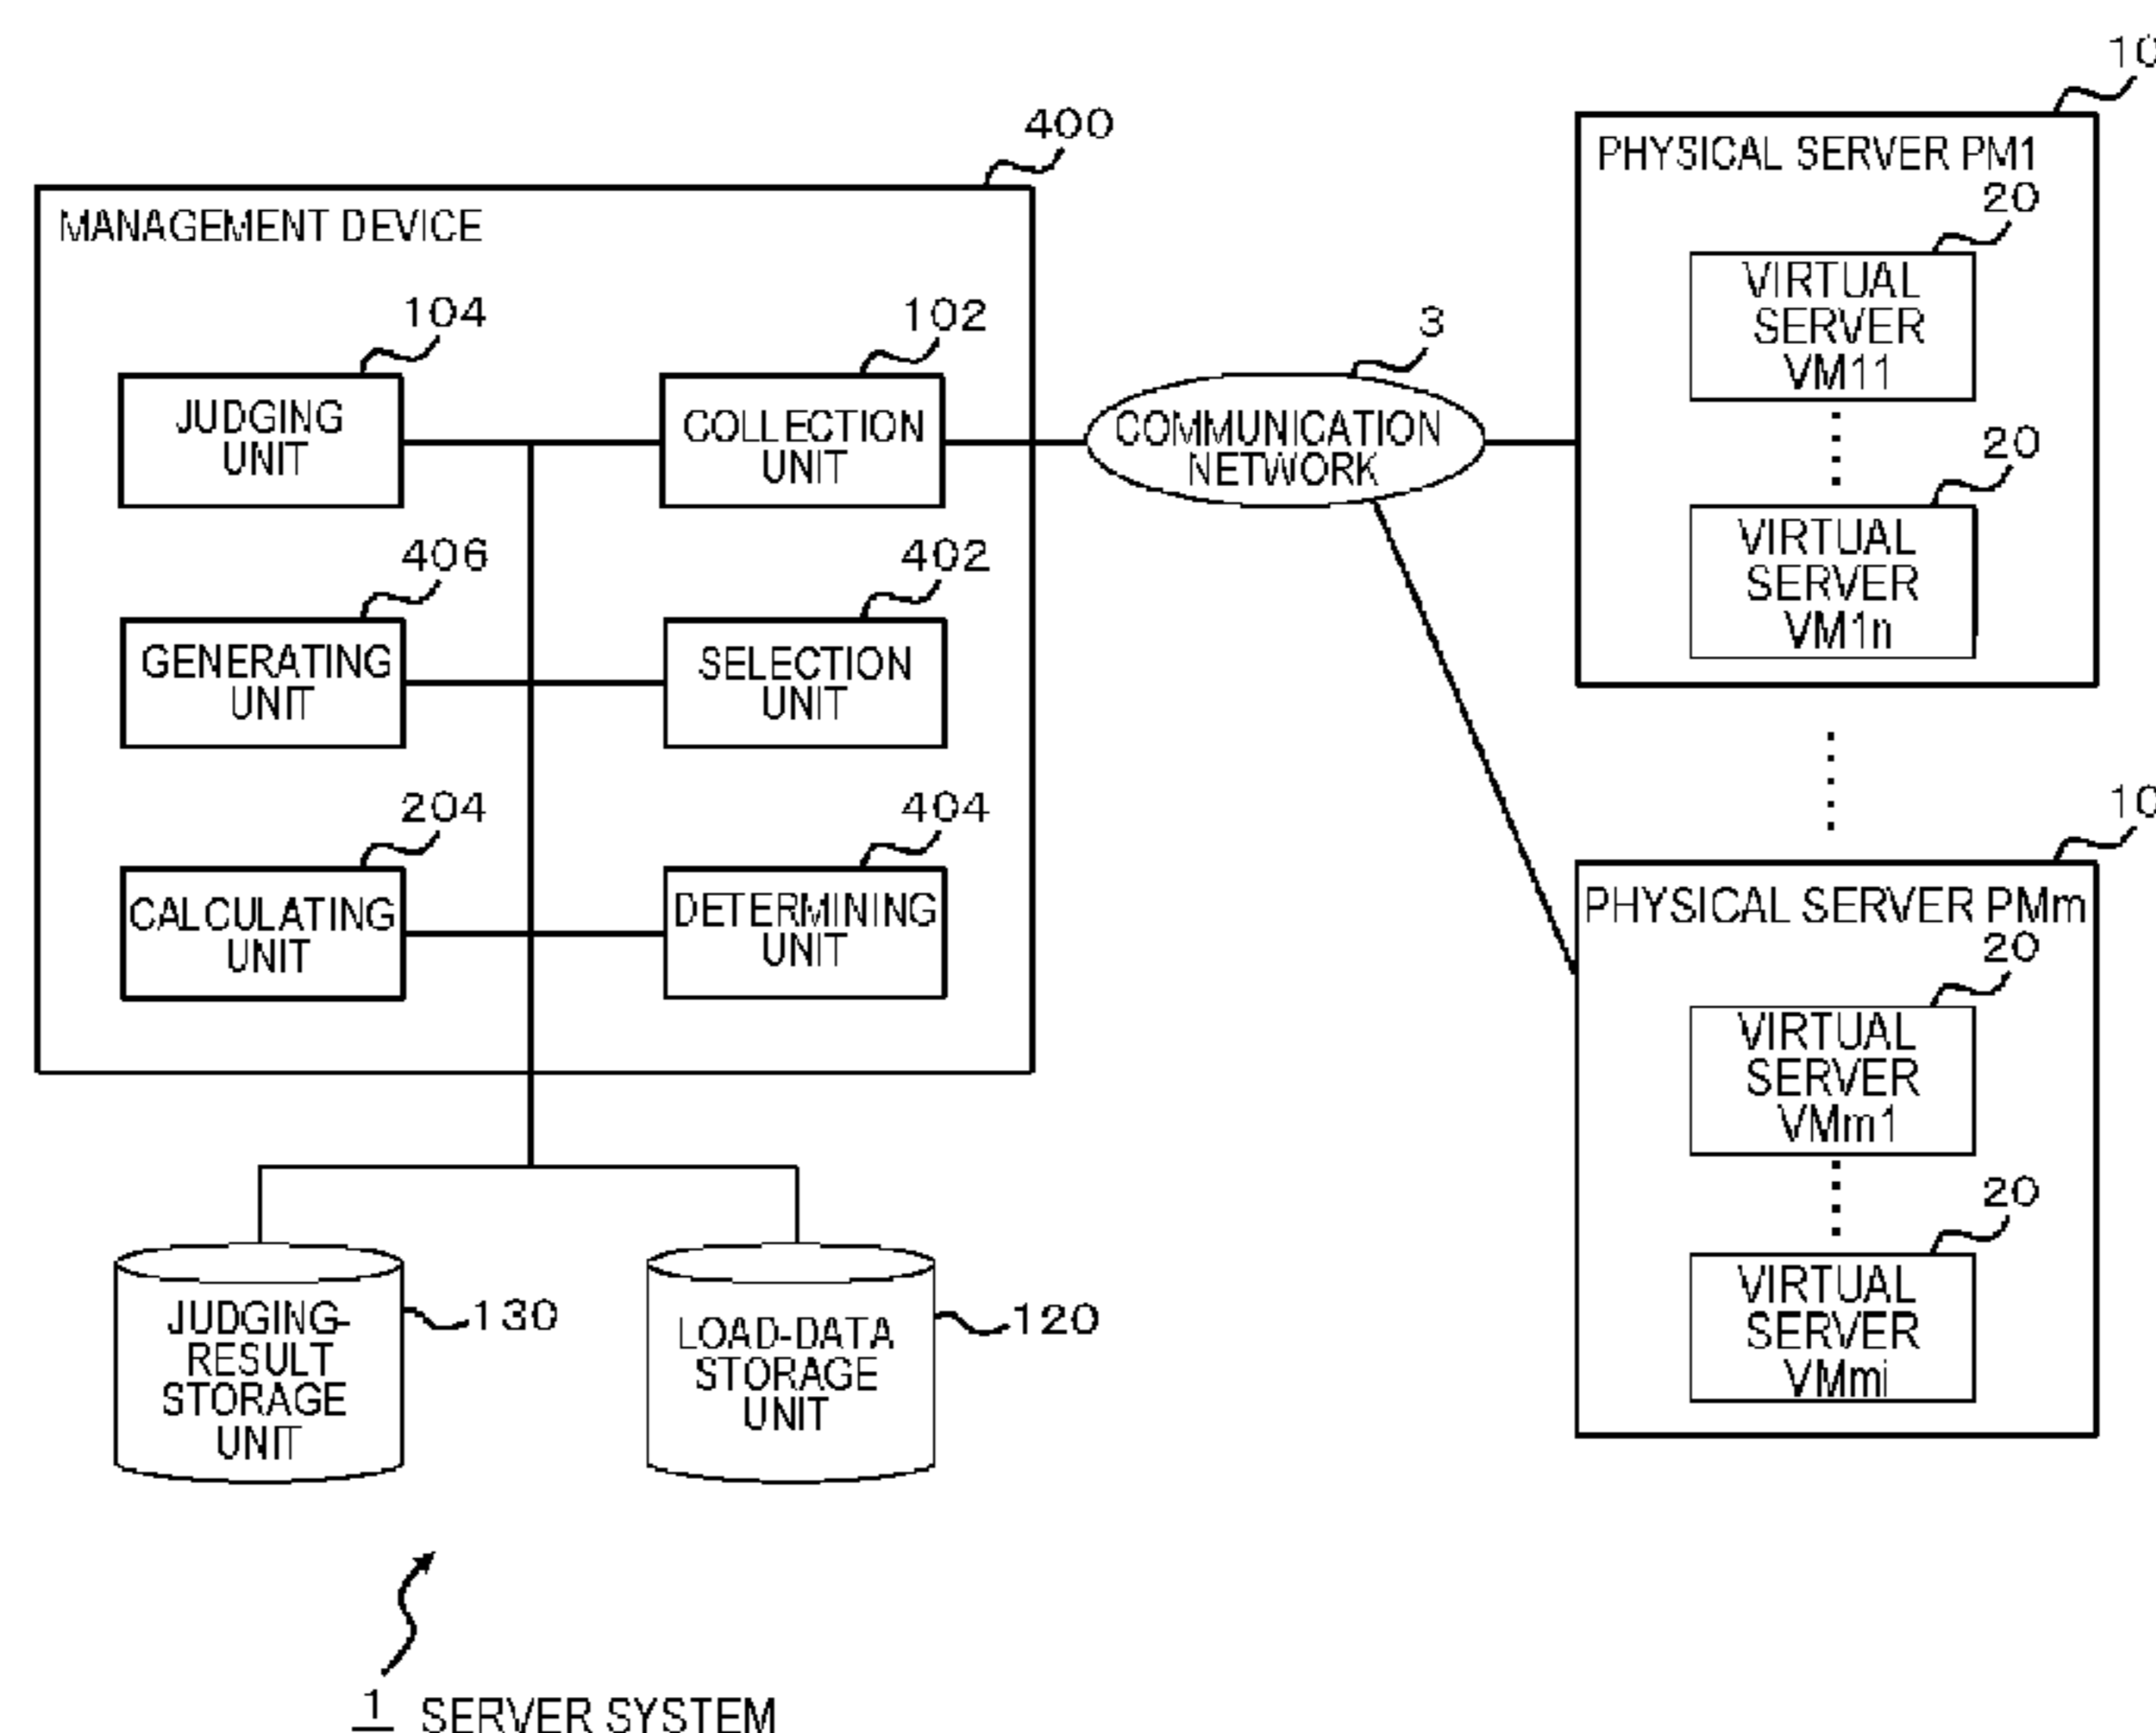 10
400
PHYSICAL SERVER PM1
20
MANAGEMENT DEVICE
VIRTUAL
SERVER
VM11
104
102
3
JUDGING
UNIT
COLLECTION
UNIT
COMMUNICATION
NETWORK
20
VIRTUAL
SERVER
VM1n
406
402
GENERATING
UNIT
SELECTION
UNIT
204
404
10
CALCULATING
UNIT
DETERMINING
UNIT
PHYSICAL SERVER PMm
20
VIRTUAL
SERVER
VMm1
20
VIRTUAL
SERVER
VMmi
JUDGING-
RESULT
STORAGE
UNIT
130
LOAD-DATA
STORAGE
UNIT
120
1 SERVER SYSTEM